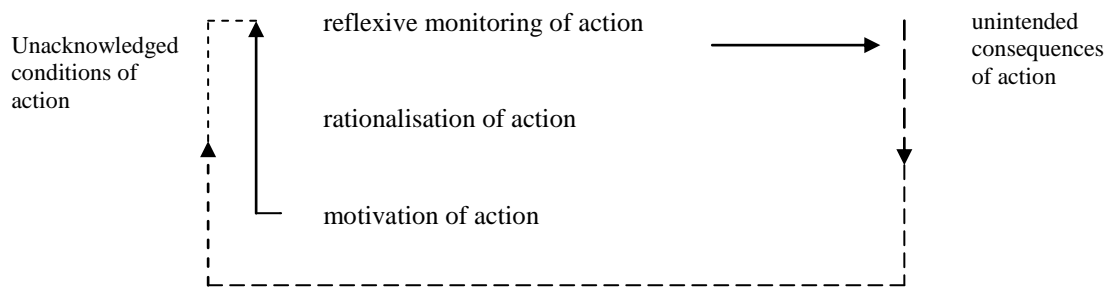 Unacknowledged
conditions of
action
reflexive monitoring of action
rationalisation of action
motivation of action
unintended
consequences
of action